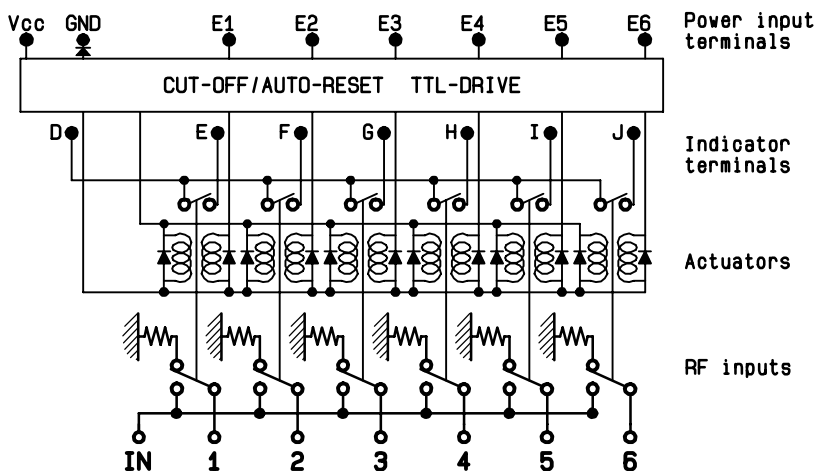 Vcc GND E1 E2 E3 E4 E5 E6 Power input
terminals
CUT-OFF/AUTO-RESET TTL-DRIVE
D E F G H I J Indicator
terminals
Actuators
RF inputs
IN 1 2 3 4 5 6